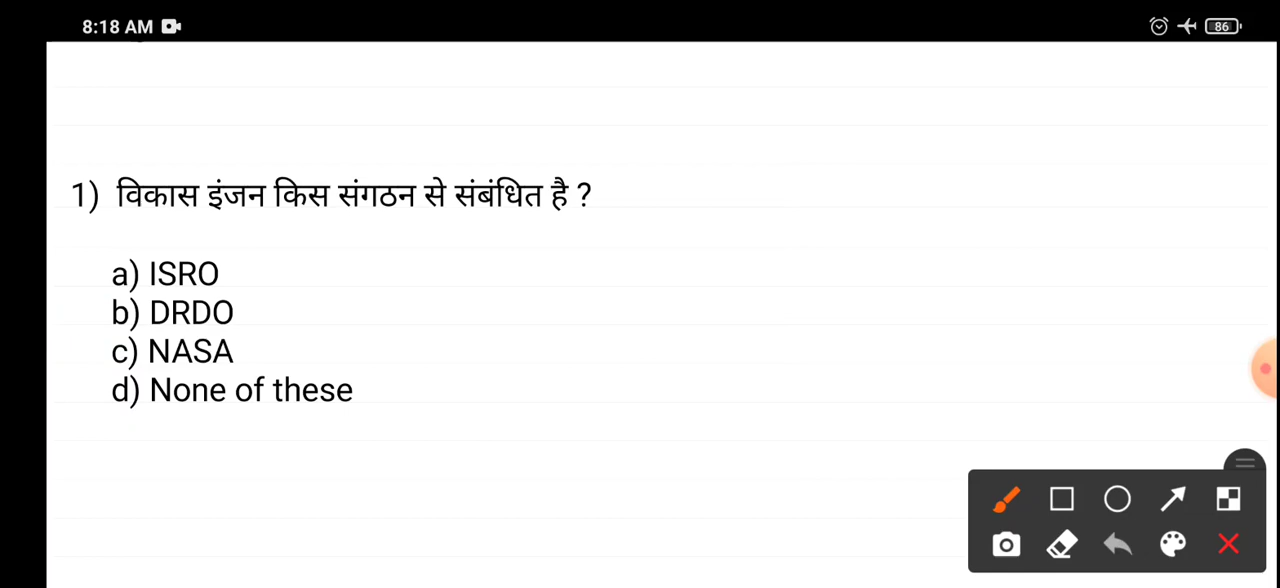 8:18 AM
86
1) विकास इंजन किस संगठन से संबंधित है ?
a) ISRO
b) DRDO
c) NASA
d) None of these